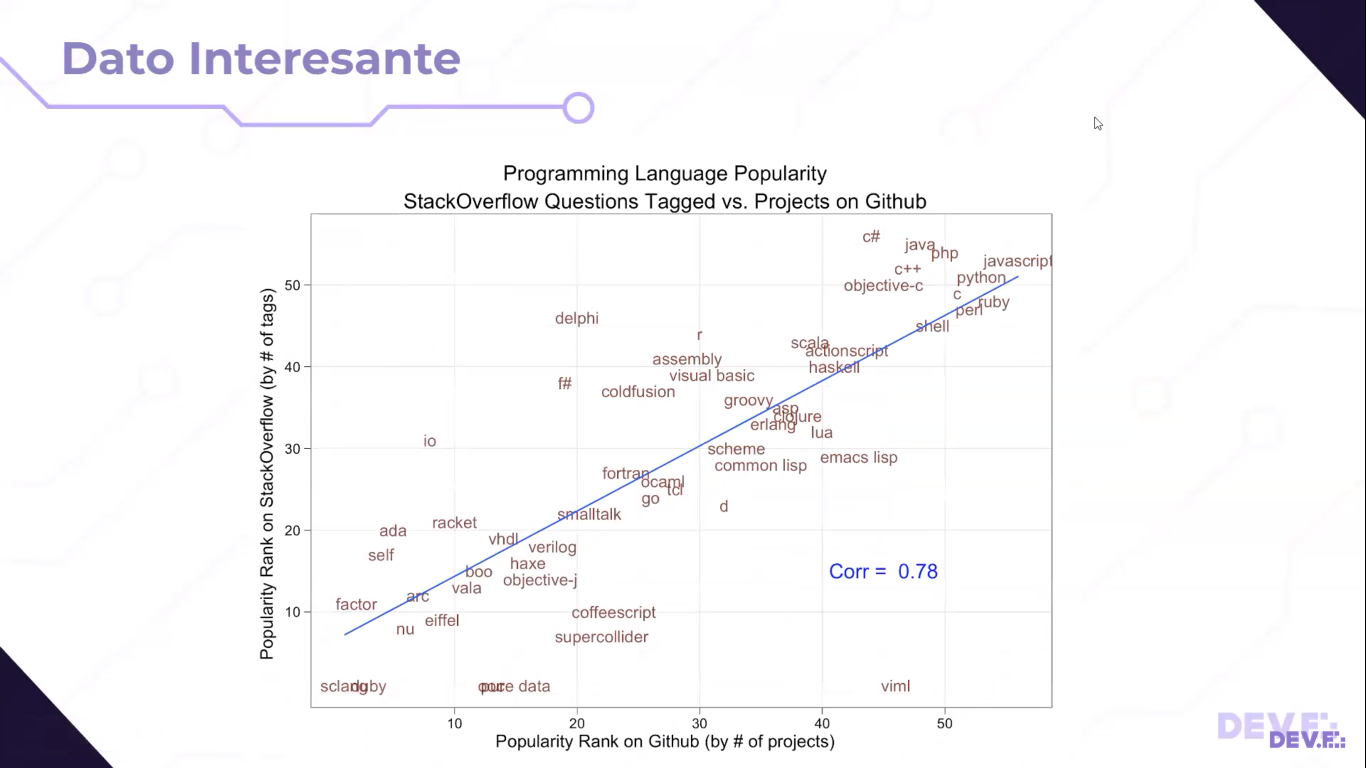 Dato Interesante
Programming Language Popularity
StackOverflow Questions Tagged vs. Projects on Github
Popularity Rank on StackOverflow (by # of tags)
50
40
30
20
10
c#
java
php
javascript
c++
python
objective-c
c
ruby
perl
shell
delphi
r
scala
actionscript
assembly
haskell
visual basic
f#
coldfusion
groovy
asp
clojure
erlang
lua
io
scheme
emacs lisp
common lisp
fortran
ocaml
tcl
go
d
smalltalk
racket
ada
vhdl
verilog
self
haxe
boo
objective-j
vala
arc
factor
coffeescript
eiffel
nu
supercollider
Corr = 0.78
sclang
duby
pure data
viml
10
20
30
40
50
Popularity Rank on Github (by # of projects)
DEV.F.:
DEV.F.: